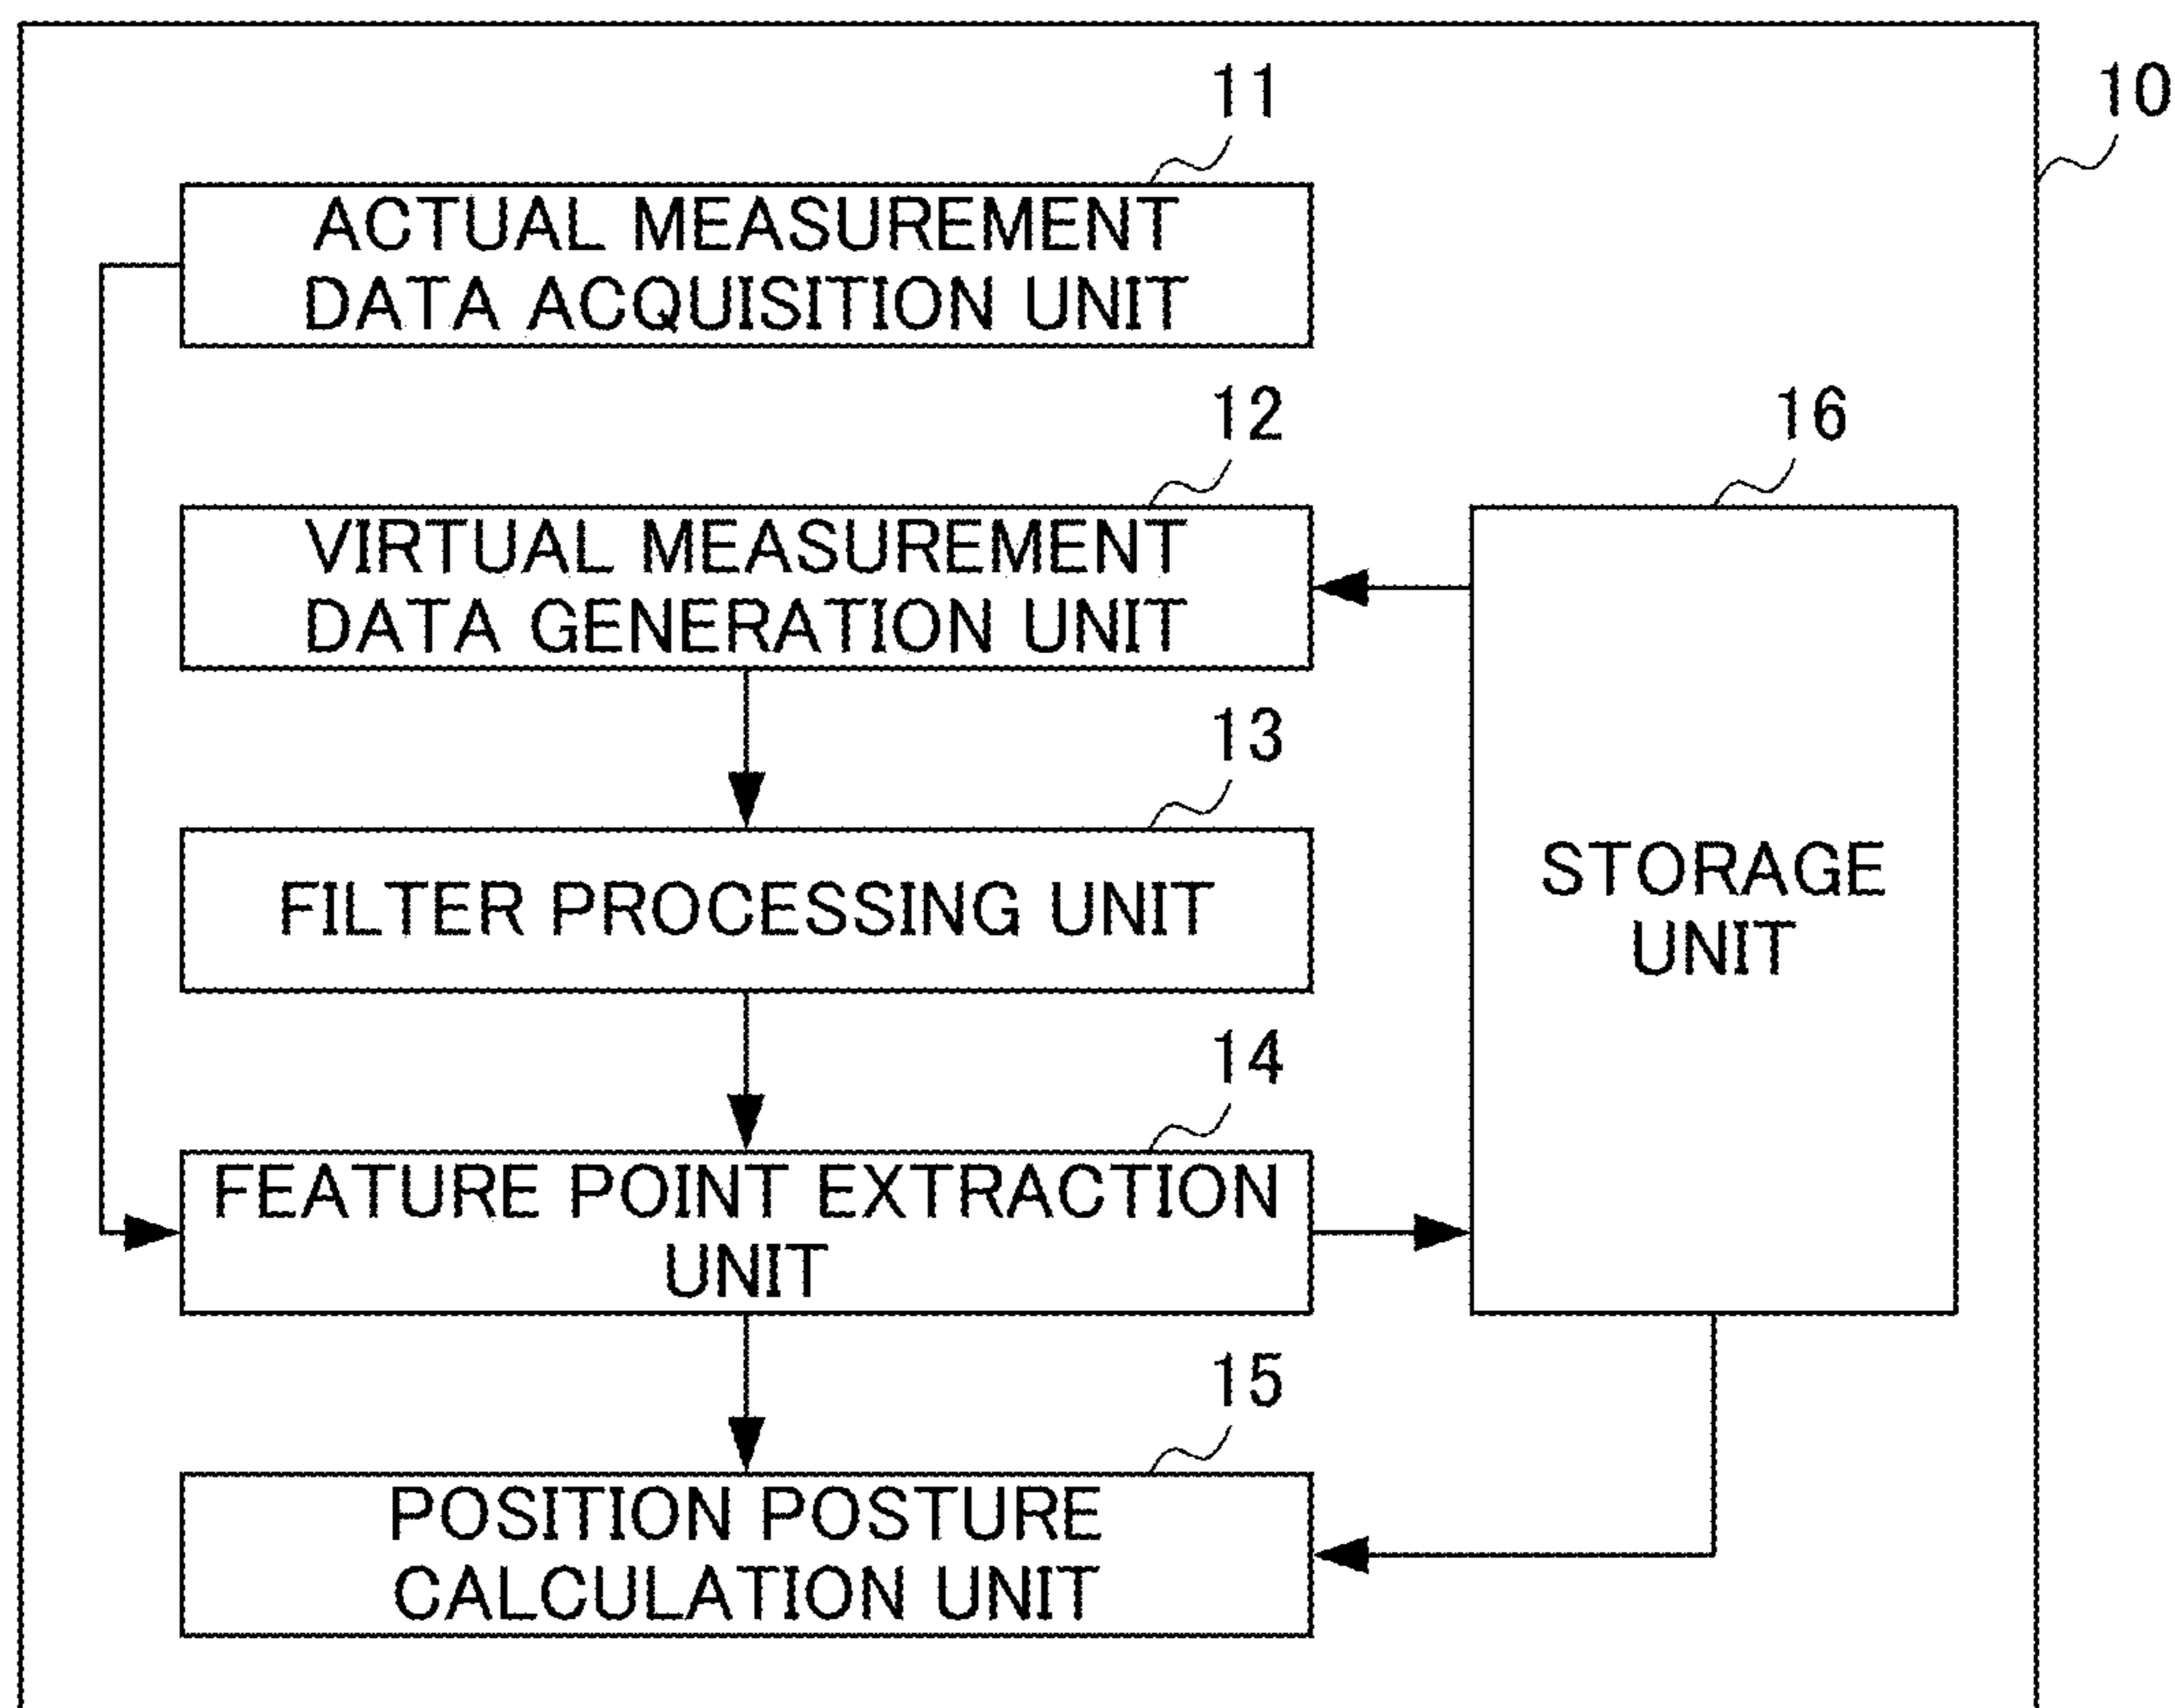 10
11
ACTUAL MEASUREMENT
DATA ACQUISITION UNIT
12
VIRTUAL MEASUREMENT
DATA GENERATION UNIT
16
STORAGE
UNIT
13
FILTER PROCESSING UNIT
14
FEATURE POINT EXTRACTION
UNIT
15
POSITION POSTURE
CALCULATION UNIT